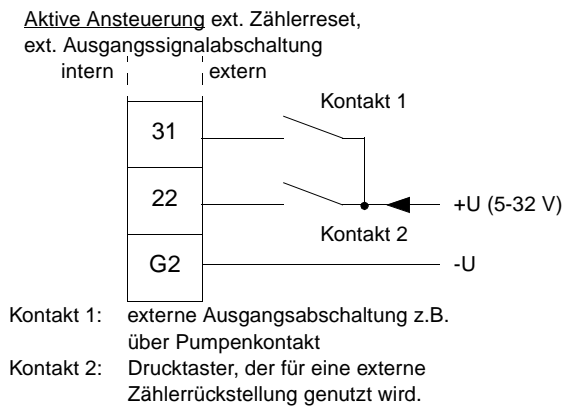 Aktive Ansteuerung ext. Zählerreset,
ext. Ausgangssignalabschaltung
intern extern
Kontakt 1
31
22
+U (5-32 V)
Kontakt 2
G2
-U
Kontakt 1: externe Ausgangsabschaltung z.B.
über Pumpenkontakt
Kontakt 2: Drucktaster, der für eine externe
Zählerrückstellung genutzt wird.